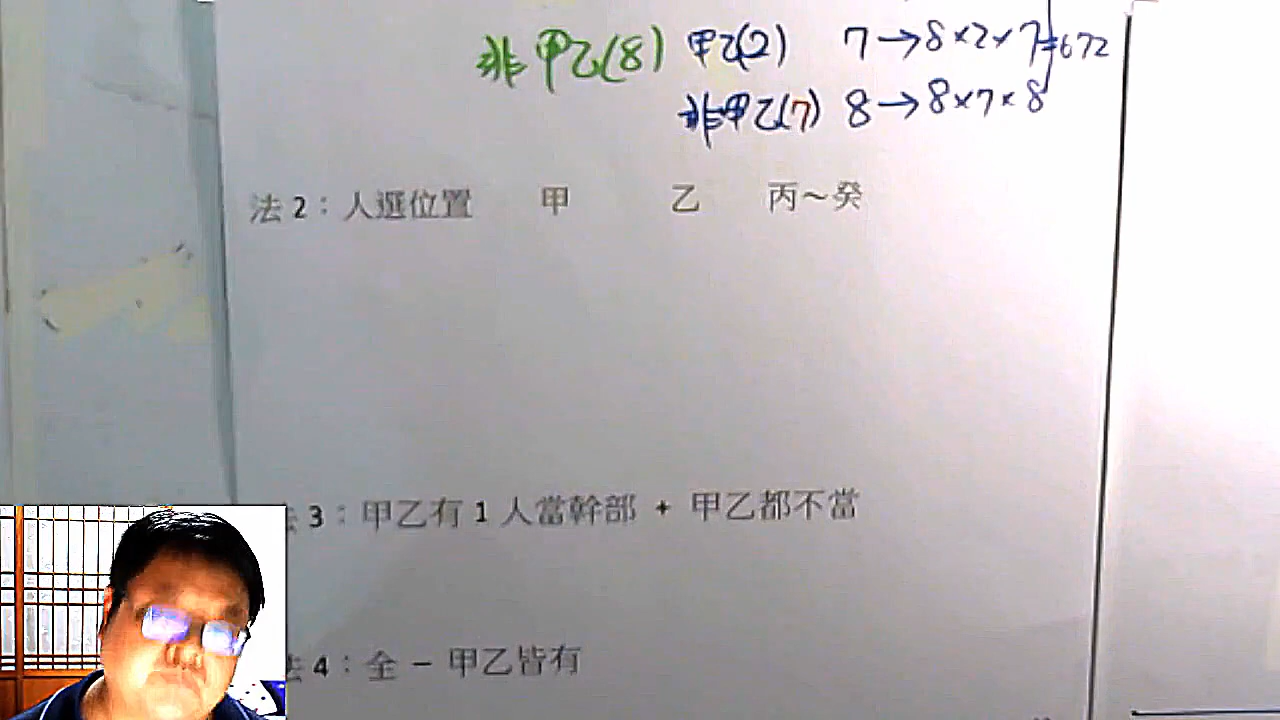 非甲乙(8) 甲乙(2) 7→8×2×7=672
非甲乙(7) 8→8×7×8
法 2：人選位置 甲 乙 丙～癸
法 3：甲乙有 1 人當幹部 + 甲乙都不當
法 4：全 － 甲乙皆有